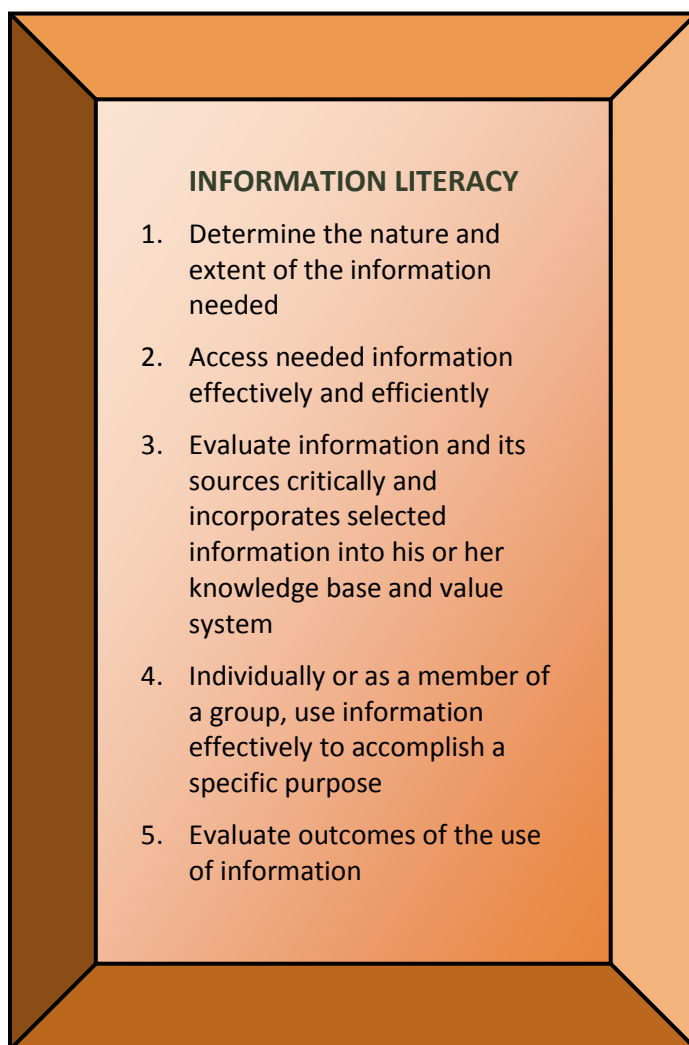 INFORMATION LITERACY
1. Determine the nature and
extent of the information
needed
2. Access needed information
effectively and efficiently
3. Evaluate information and its
sources critically and
incorporates selected
information into his or her
knowledge base and value
system
4. Individually or as a member of
a group, use information
effectively to accomplish a
specific purpose
5. Evaluate outcomes of the use
of information